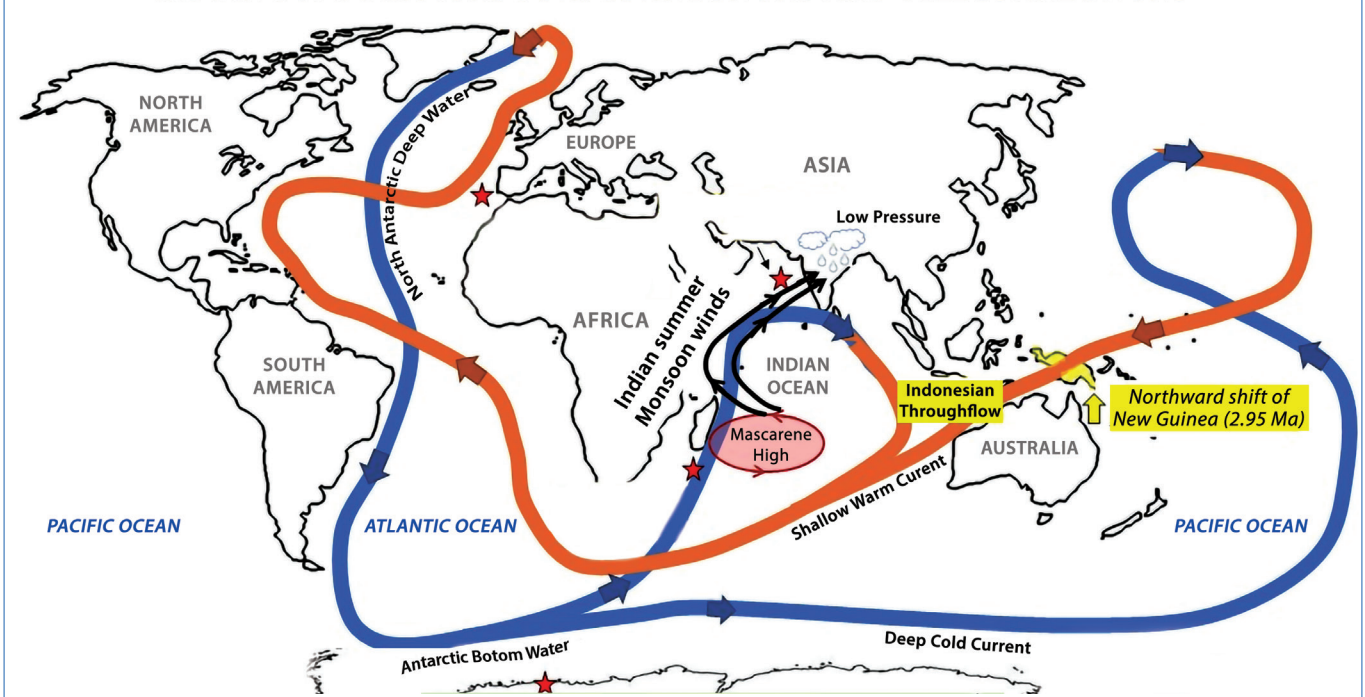 NORTH
AMERICA
EUROPE
ASIA
North Antarctic Deep Water
Low Pressure
AFRICA
Indian summer
Monsoon winds
SOUTH
AMERICA
INDIAN
OCEAN
Indonesian
Throughflow
Northward shift of
New Guinea (2.95 Ma)
Mascarene
High
AUSTRALIA
Shallow Warm Curent
PACIFIC OCEAN
ATLANTIC OCEAN
PACIFIC OCEAN
Antarctic Botom Water
Deep Cold Current